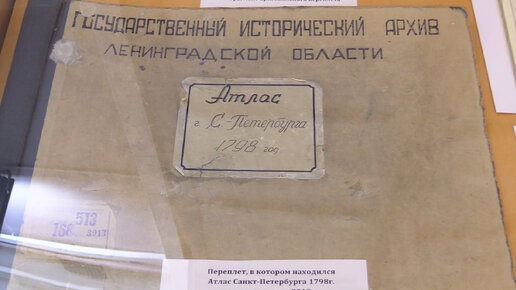 ГОСУДАРСТВЕННЫЙ ИСТОРИЧЕСКИЙ АРХИВ
ЛЕНИНГРАДСКОЙ ОБЛАСТИ
Атлас
г. С.-Петербурга
1798 год
513
Переплет, в котором находился
Атлас Санкт-Петербурга 1798г.